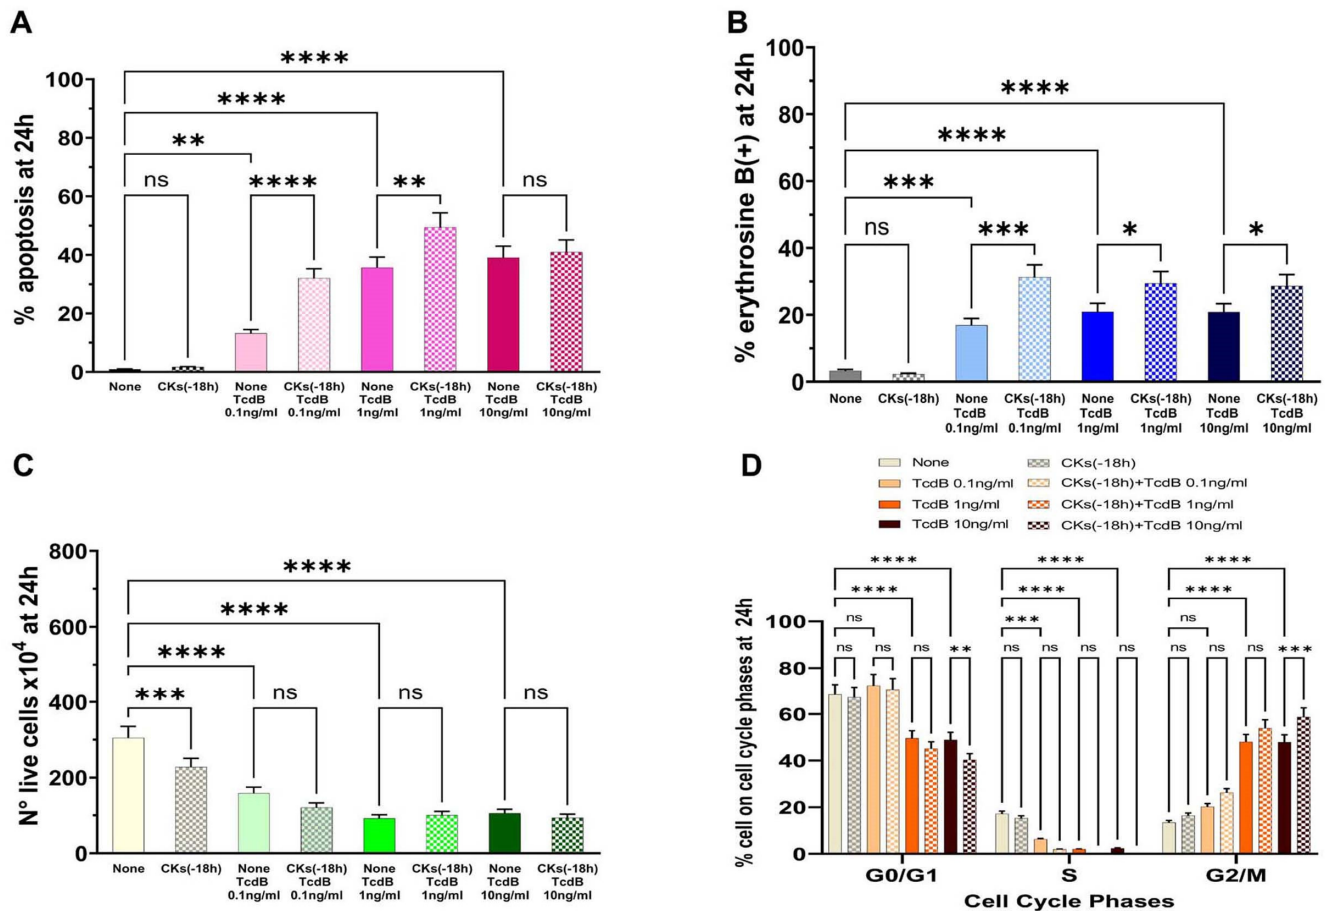 A
****
****
**
ns
****
**
ns
% apoptosis at 24h
100
80
60
40
20
0
None CKs(-18h) None CKs(-18h) None CKs(-18h) None CKs(-18h)
TcdB TcdB TcdB TcdB TcdB TcdB
0.1ng/ml 0.1ng/ml 1ng/ml 1ng/ml 10ng/ml 10ng/ml
B
****
****
***
ns
***
*
*
% erythrosine B(+) at 24h
100
80
60
40
20
0
None CKs(-18h) None CKs(-18h) None CKs(-18h) None CKs(-18h)
TcdB TcdB TcdB TcdB TcdB TcdB
0.1ng/ml 0.1ng/ml 1ng/ml 1ng/ml 10ng/ml 10ng/ml
C
****
****
****
***
ns
ns
ns
N° live cells x10⁴ at 24h
800
600
400
200
0
None CKs(-18h) None CKs(-18h) None CKs(-18h) None CKs(-18h)
TcdB TcdB TcdB TcdB TcdB TcdB
0.1ng/ml 0.1ng/ml 1ng/ml 1ng/ml 10ng/ml 10ng/ml
D
None CKs(-18h)
TcdB 0.1ng/ml CKs(-18h)+TcdB 0.1ng/ml
TcdB 1ng/ml CKs(-18h)+TcdB 1ng/ml
TcdB 10ng/ml CKs(-18h)+TcdB 10ng/ml
**** **** ****
**** **** ****
ns *** ns
ns ns ns ** ns ns ns ns ns ns ns ***
% cell on cell cycle phases at 24h
100
80
60
40
20
0
G0/G1 S G2/M
Cell Cycle Phases